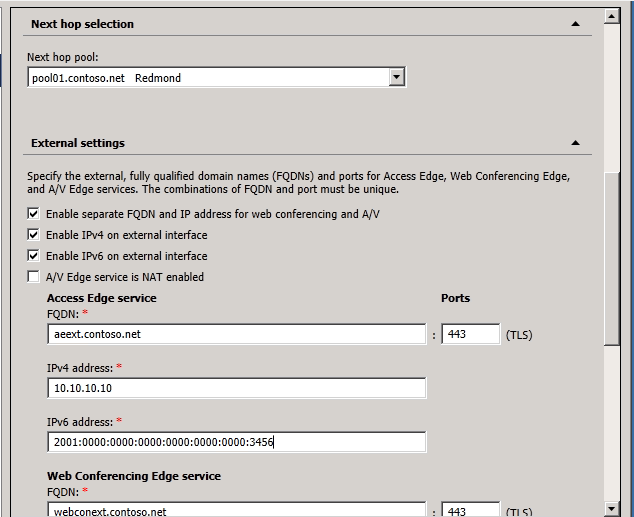 Next hop selection
Next hop pool:
pool01.contoso.net Redmond
External settings
Specify the external, fully qualified domain names (FQDNs) and ports for Access Edge, Web Conferencing Edge,
and A/V Edge services. The combinations of FQDN and port must be unique.
Enable separate FQDN and IP address for web conferencing and A/V
Enable IPv4 on external interface
Enable IPv6 on external interface
A/V Edge service is NAT enabled
Access Edge service Ports
FQDN: *
aeext.contoso.net : 443 (TLS)
IPv4 address: *
10.10.10.10
IPv6 address: *
2001:0000:0000:0000:0000:0000:0000:3456
Web Conferencing Edge service
FQDN: *
webconext.contoso.net : 443 (TLS)